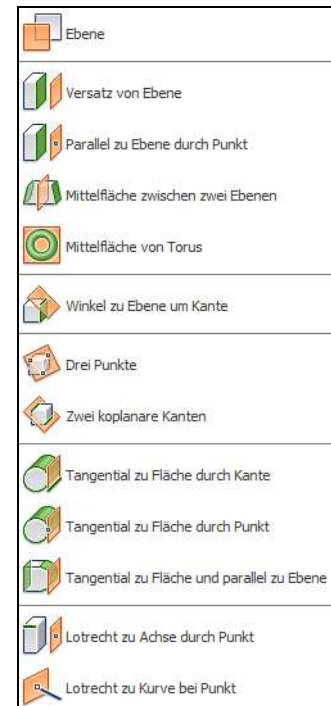 Ebene
Versatz von Ebene
Parallel zu Ebene durch Punkt
Mittelfläche zwischen zwei Ebenen
Mittelfläche von Torus
Winkel zu Ebene um Kante
Drei Punkte
Zwei koplanare Kanten
Tangential zu Fläche durch Kante
Tangential zu Fläche durch Punkt
Tangential zu Fläche und parallel zu Ebene
Lotrecht zu Achse durch Punkt
Lotrecht zu Kurve bei Punkt